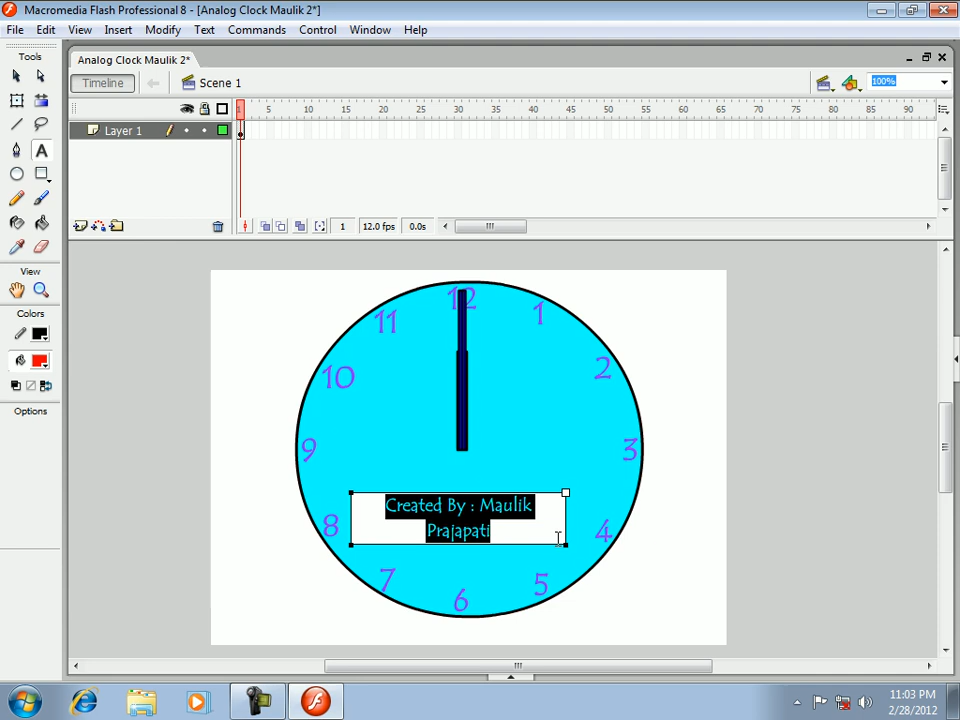 Macromedia Flash Professional 8 - [Analog Clock Maulik 2*]
File Edit View Insert Modify Text Commands Control Window Help
Tools
Analog Clock Maulik 2*
Timeline
Scene 1
100%
1 5 10 15 20 25 30 35 40 45 50 55 60 65 70 75 80 85 90
Layer 1
1 12.0 fps 0.0s
View
Colors
Options
12
11
1
10
2
9
3
8
4
7
5
6
Created By : Maulik
Prajapati
11:03 PM
2/28/2012